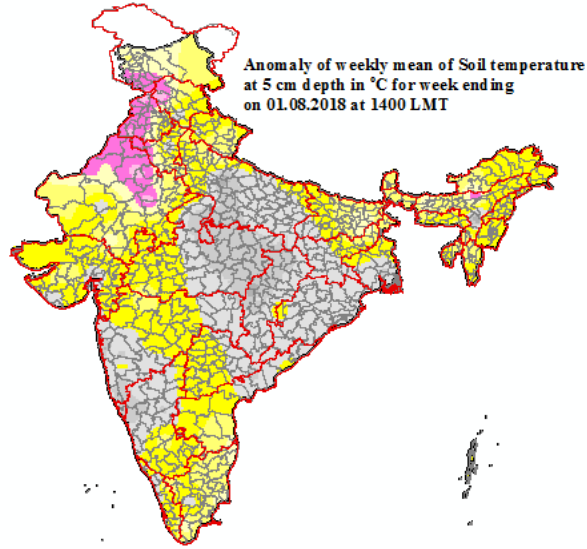 Anomaly of weekly mean of Soil temperature
at 5 cm depth in °C for week ending
on 01.08.2018 at 1400 LMT